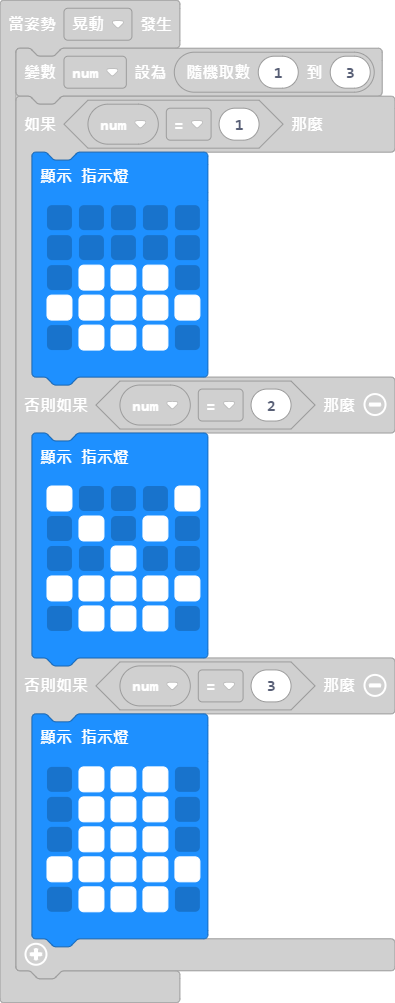 當姿勢 晃動 發生
變數 num 設為 隨機取數 1 到 3
如果 num = 1 那麼
顯示 指示燈
否則如果 num = 2 那麼
顯示 指示燈
否則如果 num = 3 那麼
顯示 指示燈